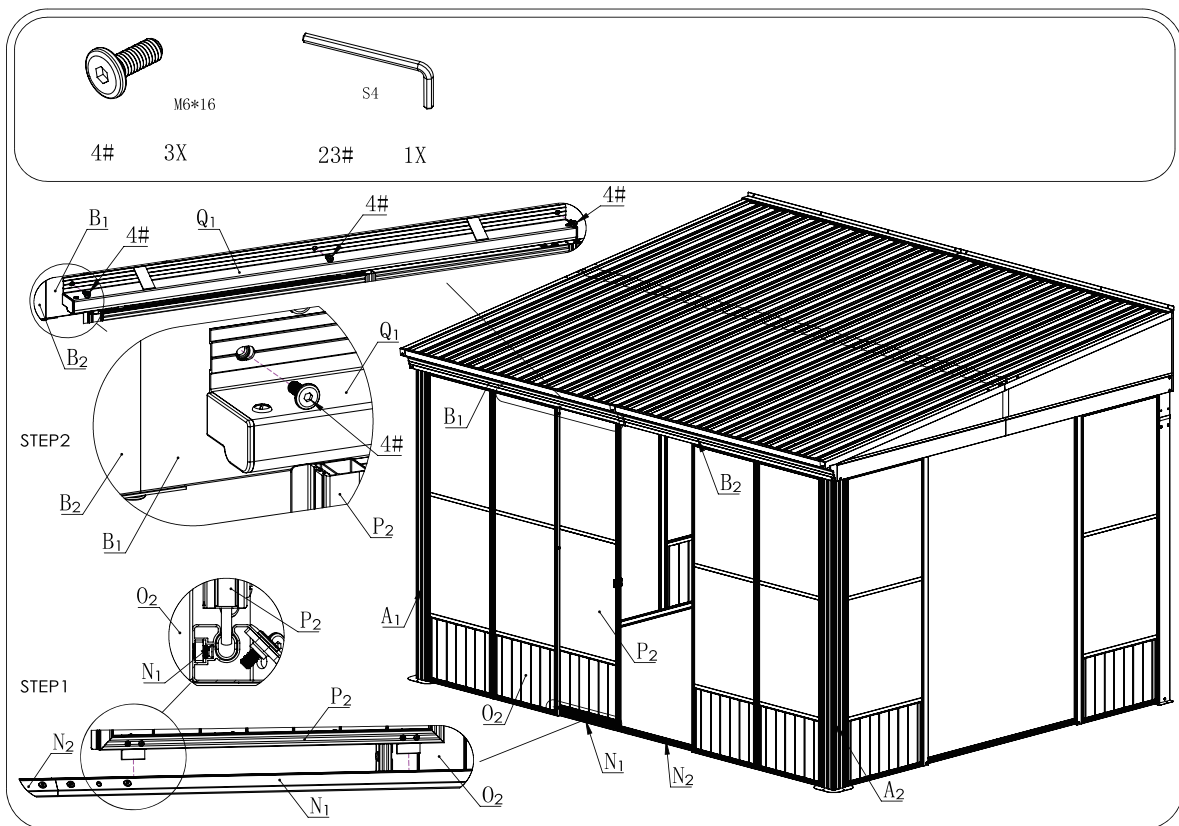 M6*16
S4
4# 3X 23# 1X
4#
4#
B1
Q1
4#
B2
Q1
B1
STEP2
4#
B2
B2
P2
B1
O2
P2
A1
P2
N1
STEP1
P2
O2
N2
N1
N2
O2
A2
N1